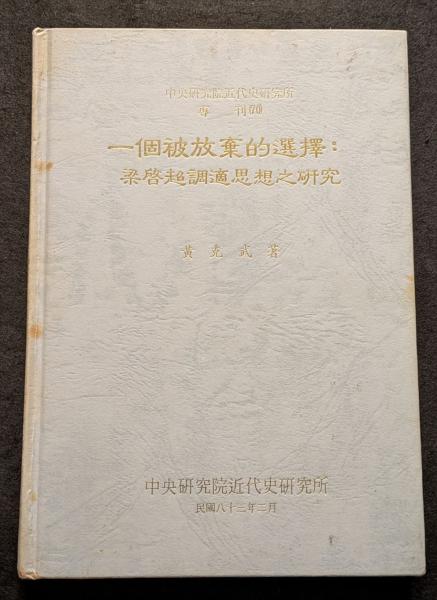 中央研究院近代史研究所
專 刊(70)
一個被放棄的選擇：
梁啓超調適思想之研究
黃克武著
中央研究院近代史研究所
民國八十三年二月